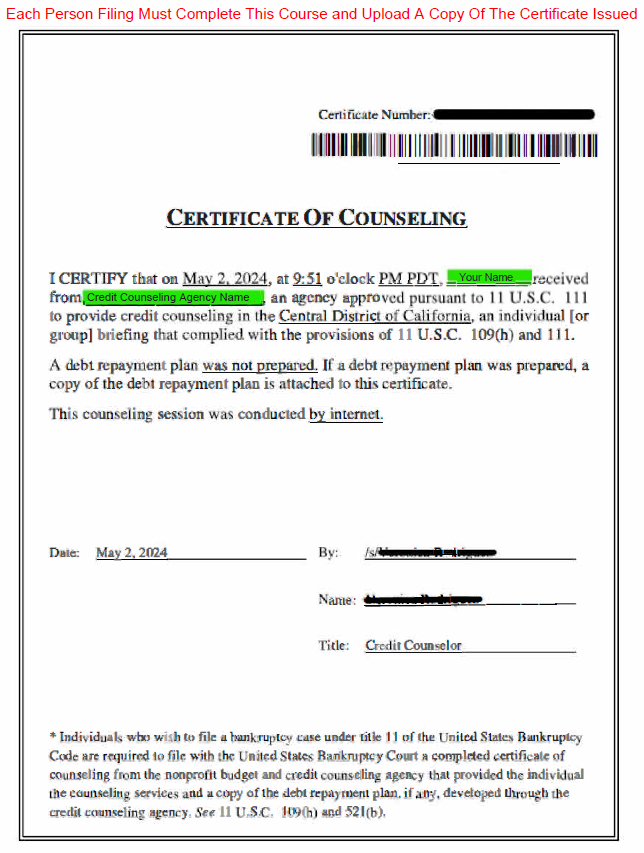 Each Person Filing Must Complete This Course and Upload A Copy Of The Certificate Issued
Certificate Number:
CERTIFICATE OF COUNSELING
I CERTIFY that on May 2, 2024, at 9:51 o'clock PM PDT, Your Name, received
from Credit Counseling Agency Name, an agency approved pursuant to 11 U.S.C. 111
to provide credit counseling in the Central District of California, an individual [or
group] briefing that complied with the provisions of 11 U.S.C. 109(h) and 111.
A debt repayment plan was not prepared. If a debt repayment plan was prepared, a
copy of the debt repayment plan is attached to this certificate.
This counseling session was conducted by internet.
Date: May 2, 2024 By: /s/
Name:
Title: Credit Counselor
* Individuals who wish to file a bankruptcy case under title 11 of the United States Bankruptcy
Code are required to file with the United States Bankruptcy Court a completed certificate of
counseling from the nonprofit budget and credit counseling agency that provided the individual
the counseling services and a copy of the debt repayment plan, if any, developed through the
credit counseling agency. See 11 U.S.C. 109(h) and 521(b).